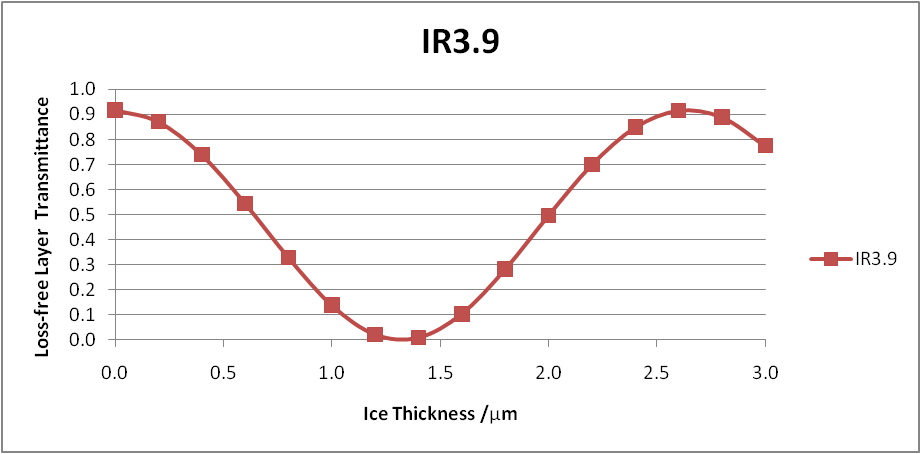 IR3.9
Loss-free Layer Transmittance
1.0
0.9
0.8
0.7
0.6
0.5
0.4
0.3
0.2
0.1
0.0
0.0 0.5 1.0 1.5 2.0 2.5 3.0
Ice Thickness /μm
IR3.9